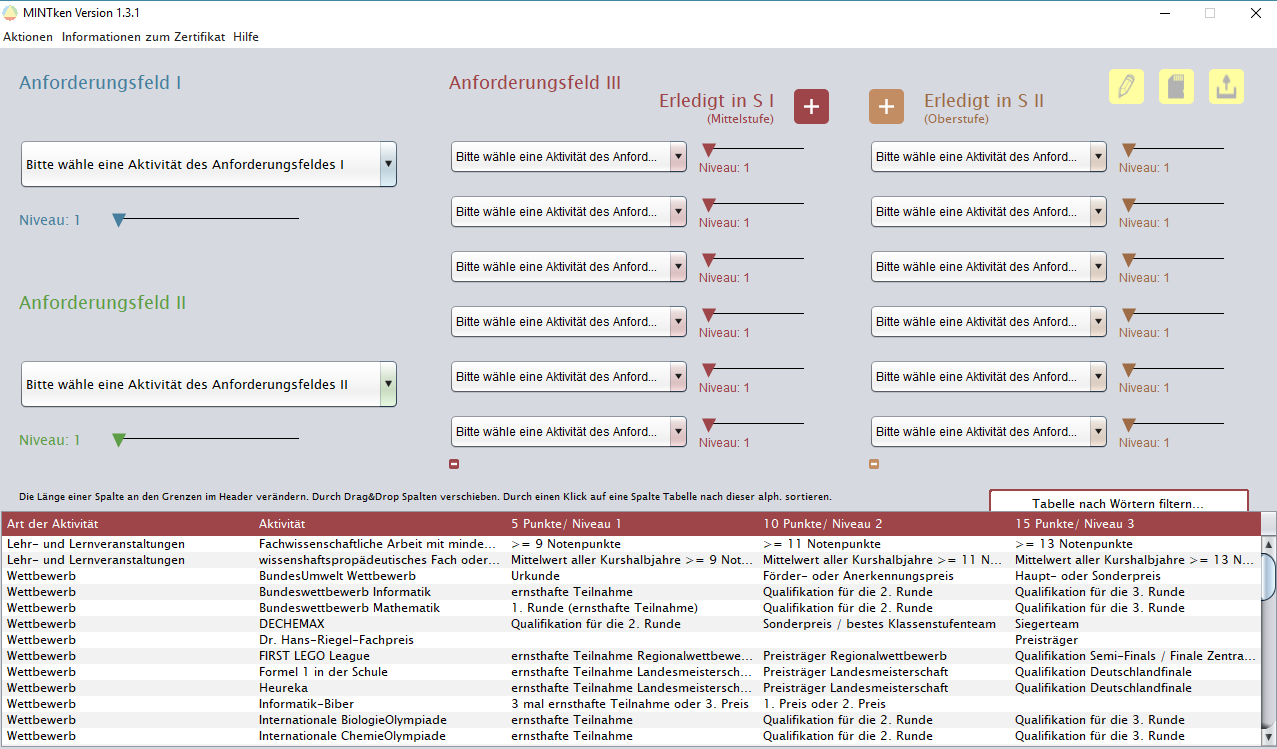 MINTken Version 1.3.1
Aktionen Informationen zum Zertifikat Hilfe
Anforderungsfeld I
Bitte wähle eine Aktivität des Anforderungsfeldes I
Niveau: 1
Anforderungsfeld II
Bitte wähle eine Aktivität des Anforderungsfeldes II
Niveau: 1
Anforderungsfeld III
Erledigt in S I
(Mittelstufe)
Bitte wähle eine Aktivität des Anford...
Niveau: 1
Bitte wähle eine Aktivität des Anford...
Niveau: 1
Bitte wähle eine Aktivität des Anford...
Niveau: 1
Bitte wähle eine Aktivität des Anford...
Niveau: 1
Bitte wähle eine Aktivität des Anford...
Niveau: 1
Bitte wähle eine Aktivität des Anford...
Niveau: 1
Erledigt in S II
(Oberstufe)
Bitte wähle eine Aktivität des Anford...
Niveau: 1
Bitte wähle eine Aktivität des Anford...
Niveau: 1
Bitte wähle eine Aktivität des Anford...
Niveau: 1
Bitte wähle eine Aktivität des Anford...
Niveau: 1
Bitte wähle eine Aktivität des Anford...
Niveau: 1
Bitte wähle eine Aktivität des Anford...
Niveau: 1
Die Länge einer Spalte an den Grenzen im Header verändern. Durch Drag&Drop Spalten verschieben. Durch einen Klick auf eine Spalte Tabelle nach dieser alph. sortieren.
Tabelle nach Wörtern filtern...
Art der Aktivität Aktivität 5 Punkte/ Niveau 1 10 Punkte/ Niveau 2 15 Punkte/ Niveau 3
Lehr- und Lernveranstaltungen Fachwissenschaftliche Arbeit mit minde... >= 9 Notenpunkte >= 11 Notenpunkte >= 13 Notenpunkte
Lehr- und Lernveranstaltungen wissenshaftspropädeutisches Fach oder... Mittelwert aller Kurshalbjahre >= 9 Not... Mittelwert aller Kurshalbjahre >= 11 N... Mittelwert aller Kurshalbjahre >= 13 N...
Wettbewerb BundesUmwelt Wettbewerb Urkunde Förder- oder Anerkennungspreis Haupt- oder Sonderpreis
Wettbewerb Bundeswettbewerb Informatik ernsthafte Teilnahme Qualifikation für die 2. Runde Qualifikation für die 3. Runde
Wettbewerb Bundeswettbewerb Mathematik 1. Runde (ernsthafte Teilnahme) Qualifikation für die 2. Runde Qualifikation für die 3. Runde
Wettbewerb DECHEMAX Qualifikation für die 2. Runde Sonderpreis / bestes Klassenstufenteam Siegerteam
Wettbewerb Dr. Hans-Riegel-Fachpreis Preisträger
Wettbewerb FIRST LEGO League ernsthafte Teilnahme Regionalwettbewe... Preisträger Regionalwettbewerb Qualifikation Semi-Finals / Finale Zentra...
Wettbewerb Formel 1 in der Schule ernsthafte Teilnahme Landesmeistersch... Preisträger Landesmeisterschaft Qualifikation Deutschlandfinale
Wettbewerb Heureka ernsthafte Teilnahme Landesmeistersch... Preisträger Landesmeisterschaft Qualifikation Deutschlandfinale
Wettbewerb Informatik-Biber 3 mal ernsthafte Teilnahme oder 3. Preis 1. Preis oder 2. Preis
Wettbewerb Internationale BiologieOlympiade ernsthafte Teilnahme Qualifikation für die 2. Runde Qualifikation für die 3. Runde
Wettbewerb Internationale ChemieOlympiade ernsthafte Teilnahme Qualifikation für die 2. Runde Qualifikation für die 3. Runde